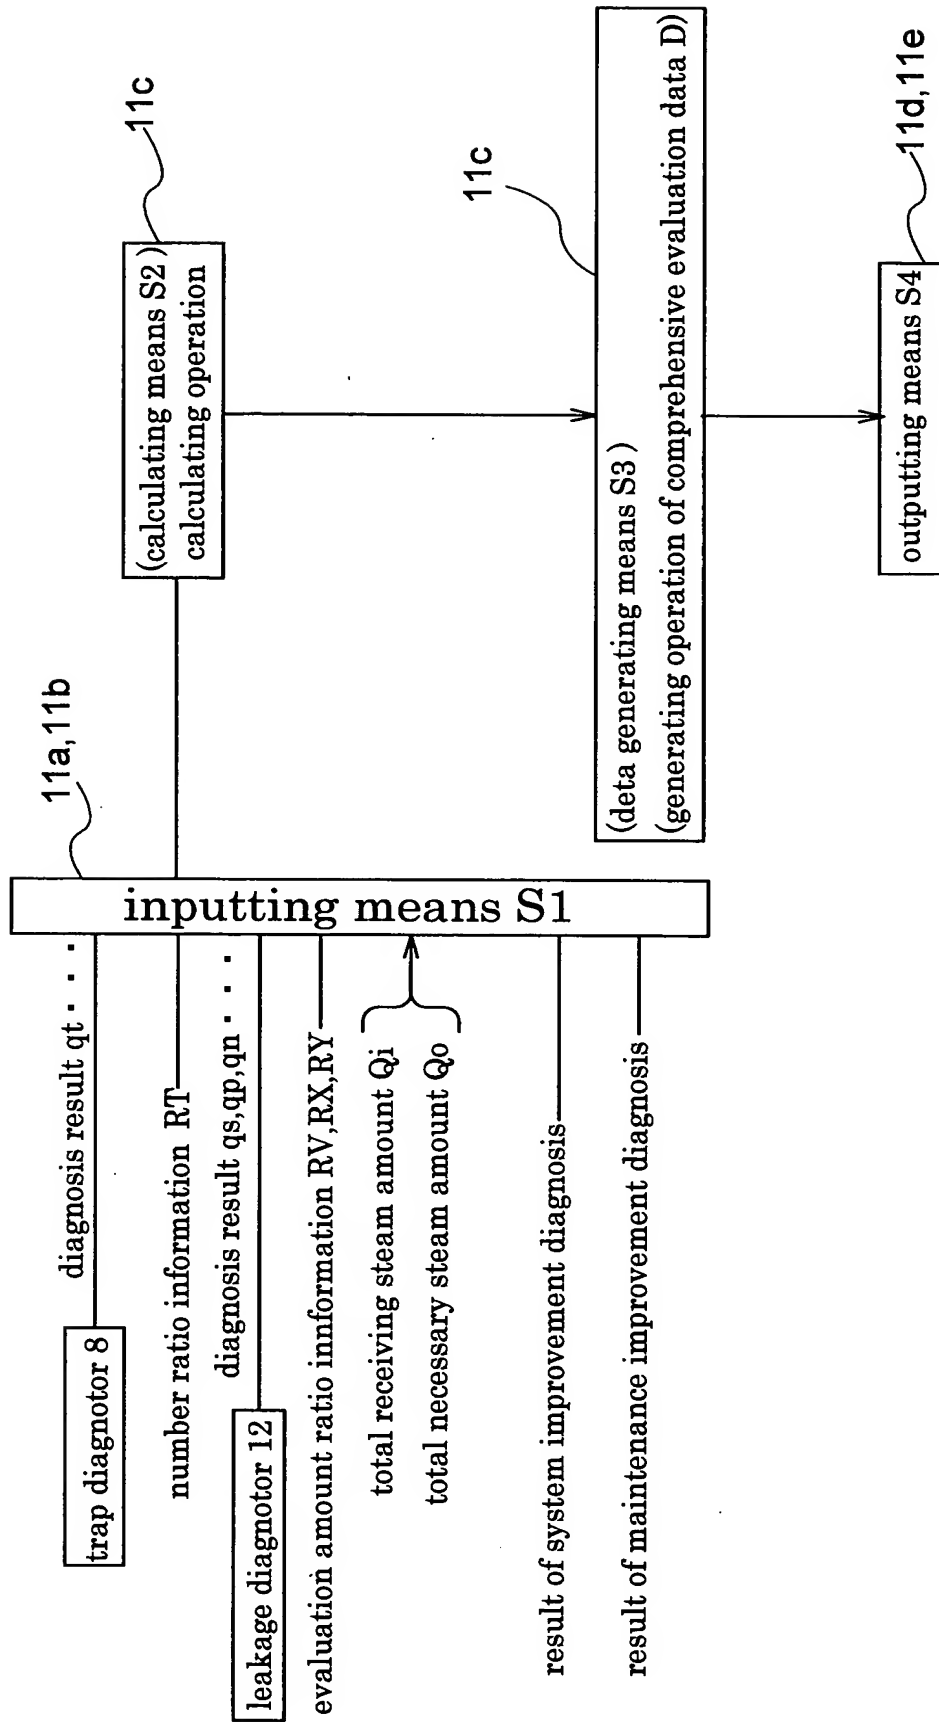 trap diagnotor 8
diagnosis result qt · · ·
number ratio information RT
leakage diagnotor 12
diagnosis result qs,qp,qn · · ·
evaluation amount ratio innformation RV,RX,RY
total receiving steam amount Qi
total necessary steam amount Qo
result of system improvement diagnosis
result of maintenance improvement diagnosis
inputting means S1
11a,11b
(calculating means S2)
calculating operation
11c
(deta generating means S3)
(generating operation of comprehensive evaluation data D)
11c
outputting means S4
11d,11e